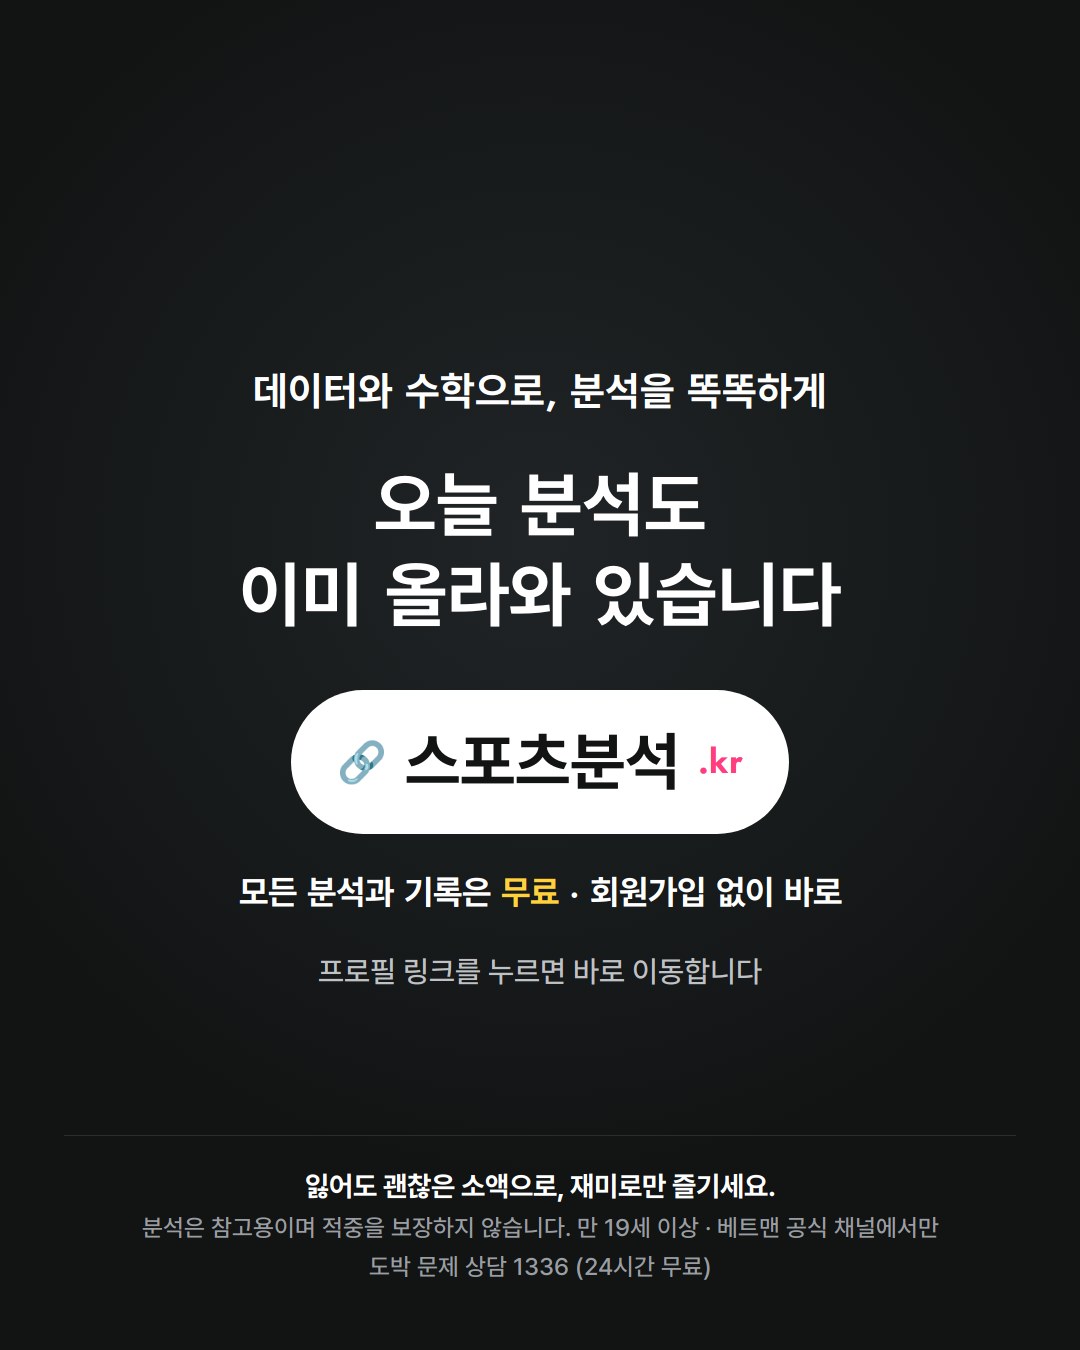 데이터와 수학으로, 분석을 똑똑하게
오늘 분석도
이미 올라와 있습니다
스포츠분석 .kr
모든 분석과 기록은 무료 · 회원가입 없이 바로
프로필 링크를 누르면 바로 이동합니다
잃어도 괜찮은 소액으로, 재미로만 즐기세요.
분석은 참고용이며 적중을 보장하지 않습니다. 만 19세 이상 · 베트맨 공식 채널에서만
도박 문제 상담 1336 (24시간 무료)